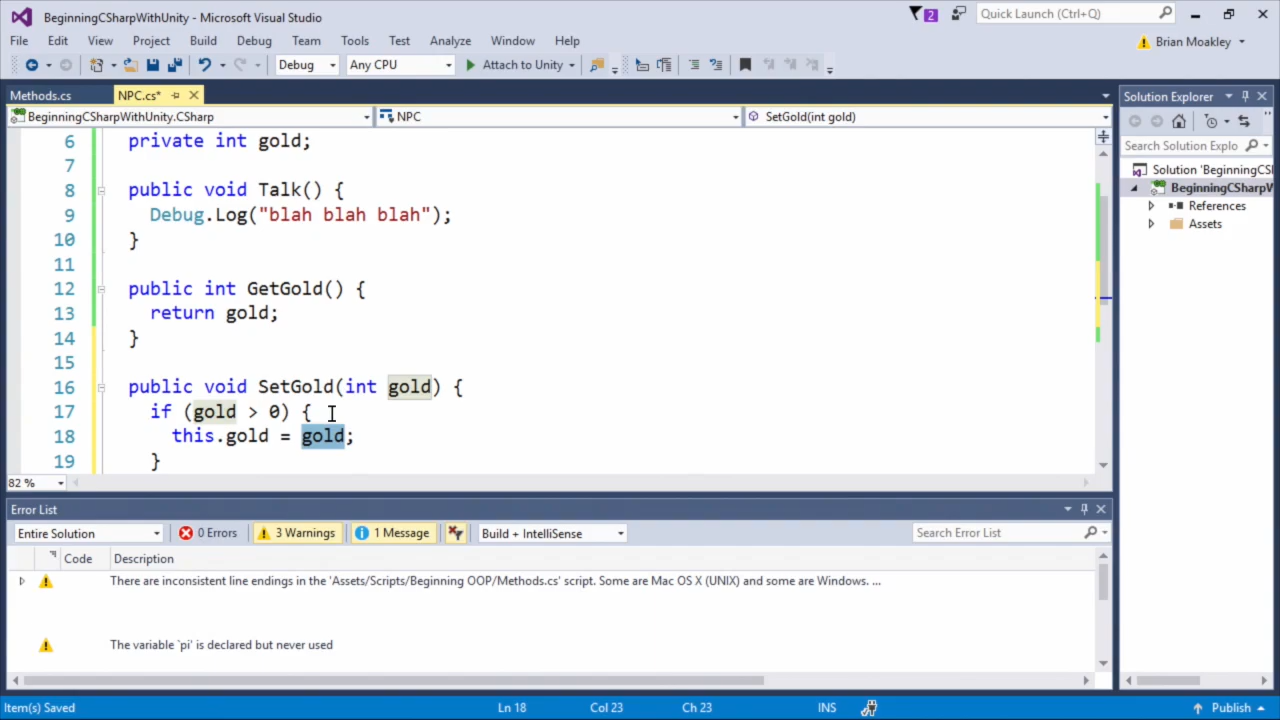 BeginningCSharpWithUnity - Microsoft Visual Studio
2
Quick Launch (Ctrl+Q)
File Edit View Project Build Debug Team Tools Test Analyze Window Help
Brian Moakley
Debug Any CPU Attach to Unity
Methods.cs NPC.cs*
BeginningCSharpWithUnity.CSharp NPC SetGold(int gold)
6 private int gold;
7
8 public void Talk() {
9 Debug.Log("blah blah blah");
10 }
11
12 public int GetGold() {
13 return gold;
14 }
15
16 public void SetGold(int gold) {
17 if (gold > 0) {
18 this.gold = gold;
19 }
82 %
Solution Explorer
Search Solution Explo
Solution 'BeginningCS
BeginningCSharpW
References
Assets
Error List
Entire Solution 0 Errors 3 Warnings 1 Message Build + IntelliSense Search Error List
Code Description
There are inconsistent line endings in the 'Assets/Scripts/Beginning OOP/Methods.cs' script. Some are Mac OS X (UNIX) and some are Windows. ...
The variable `pi' is declared but never used
Item(s) Saved Ln 18 Col 23 Ch 23 INS Publish